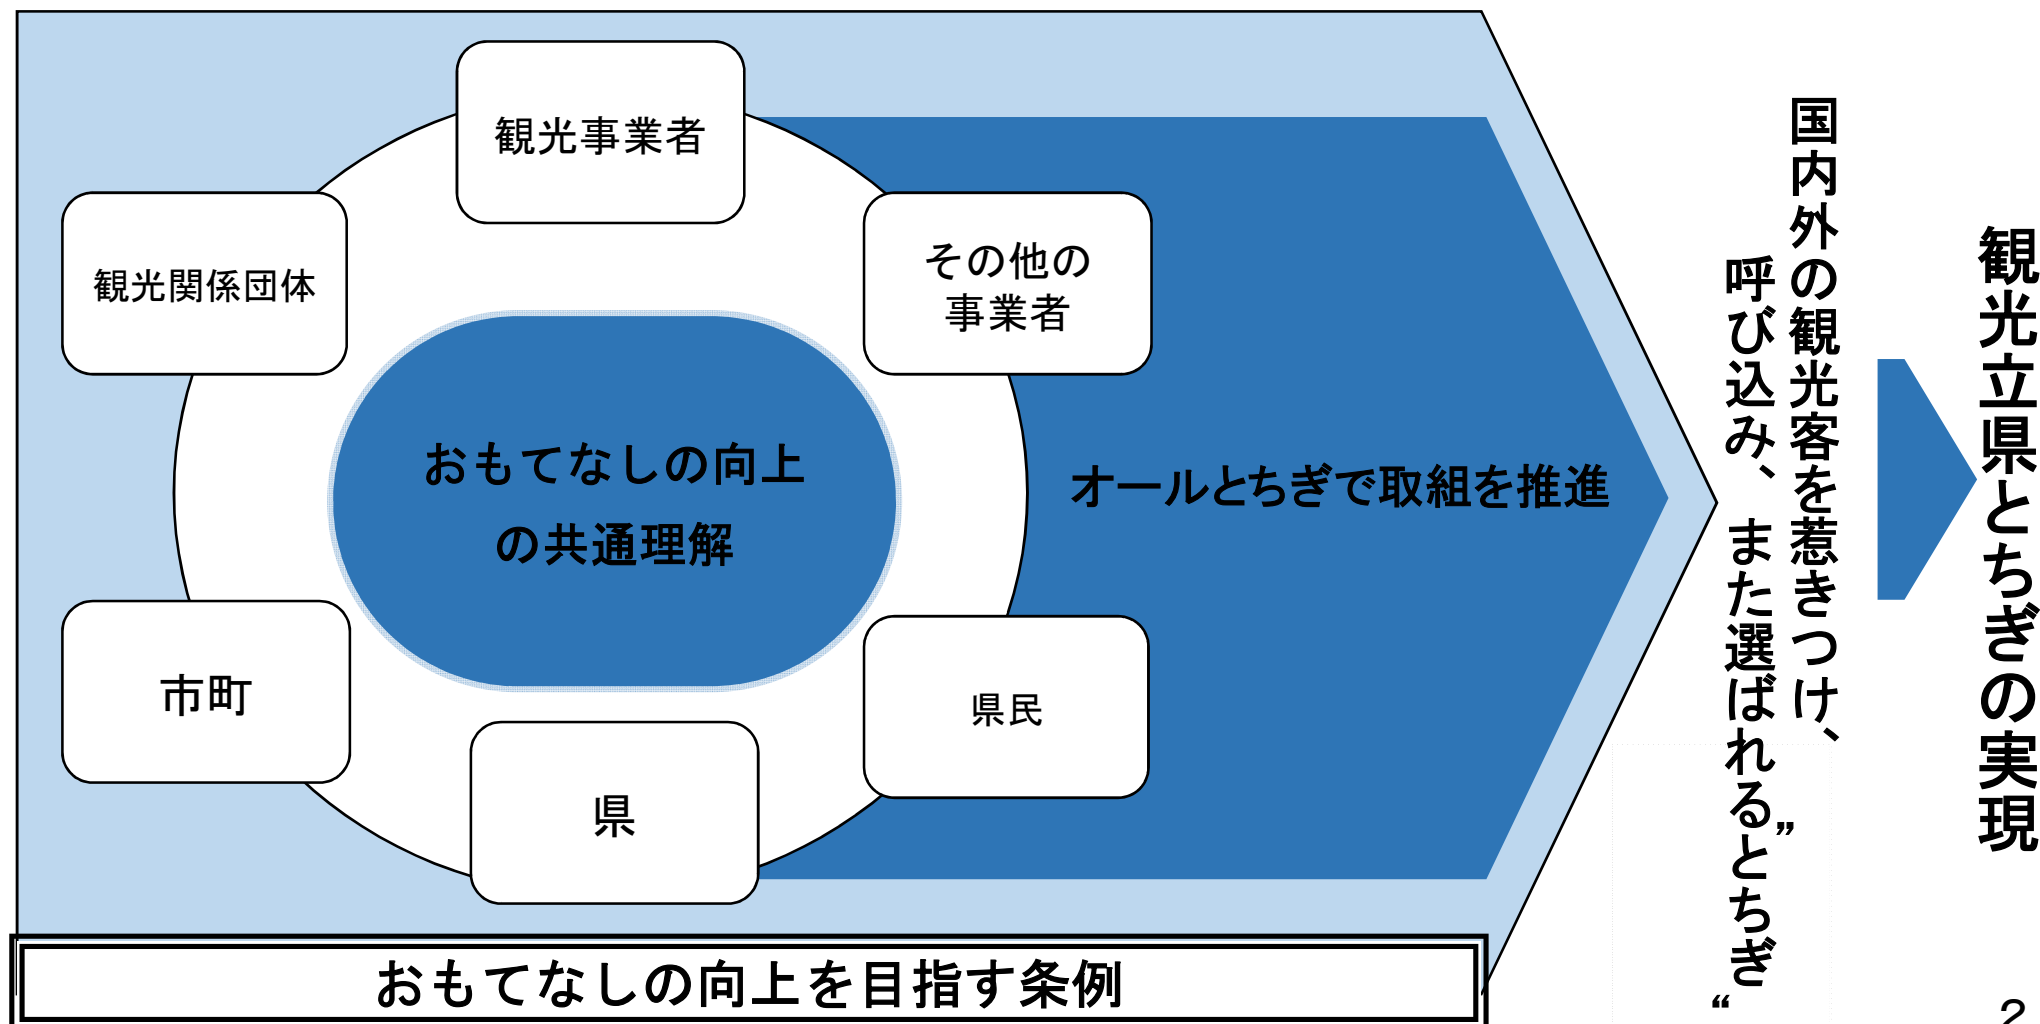 観光事業者
観光関係団体
その他の
事業者
おもてなしの向上
の共通理解
オールとちぎで取組を推進
市町
県民
県
おもてなしの向上を目指す条例
国内外の観光客を惹きつけ、
呼び込み、また選ばれる”とちぎ“
観光立県とちぎの実現
2